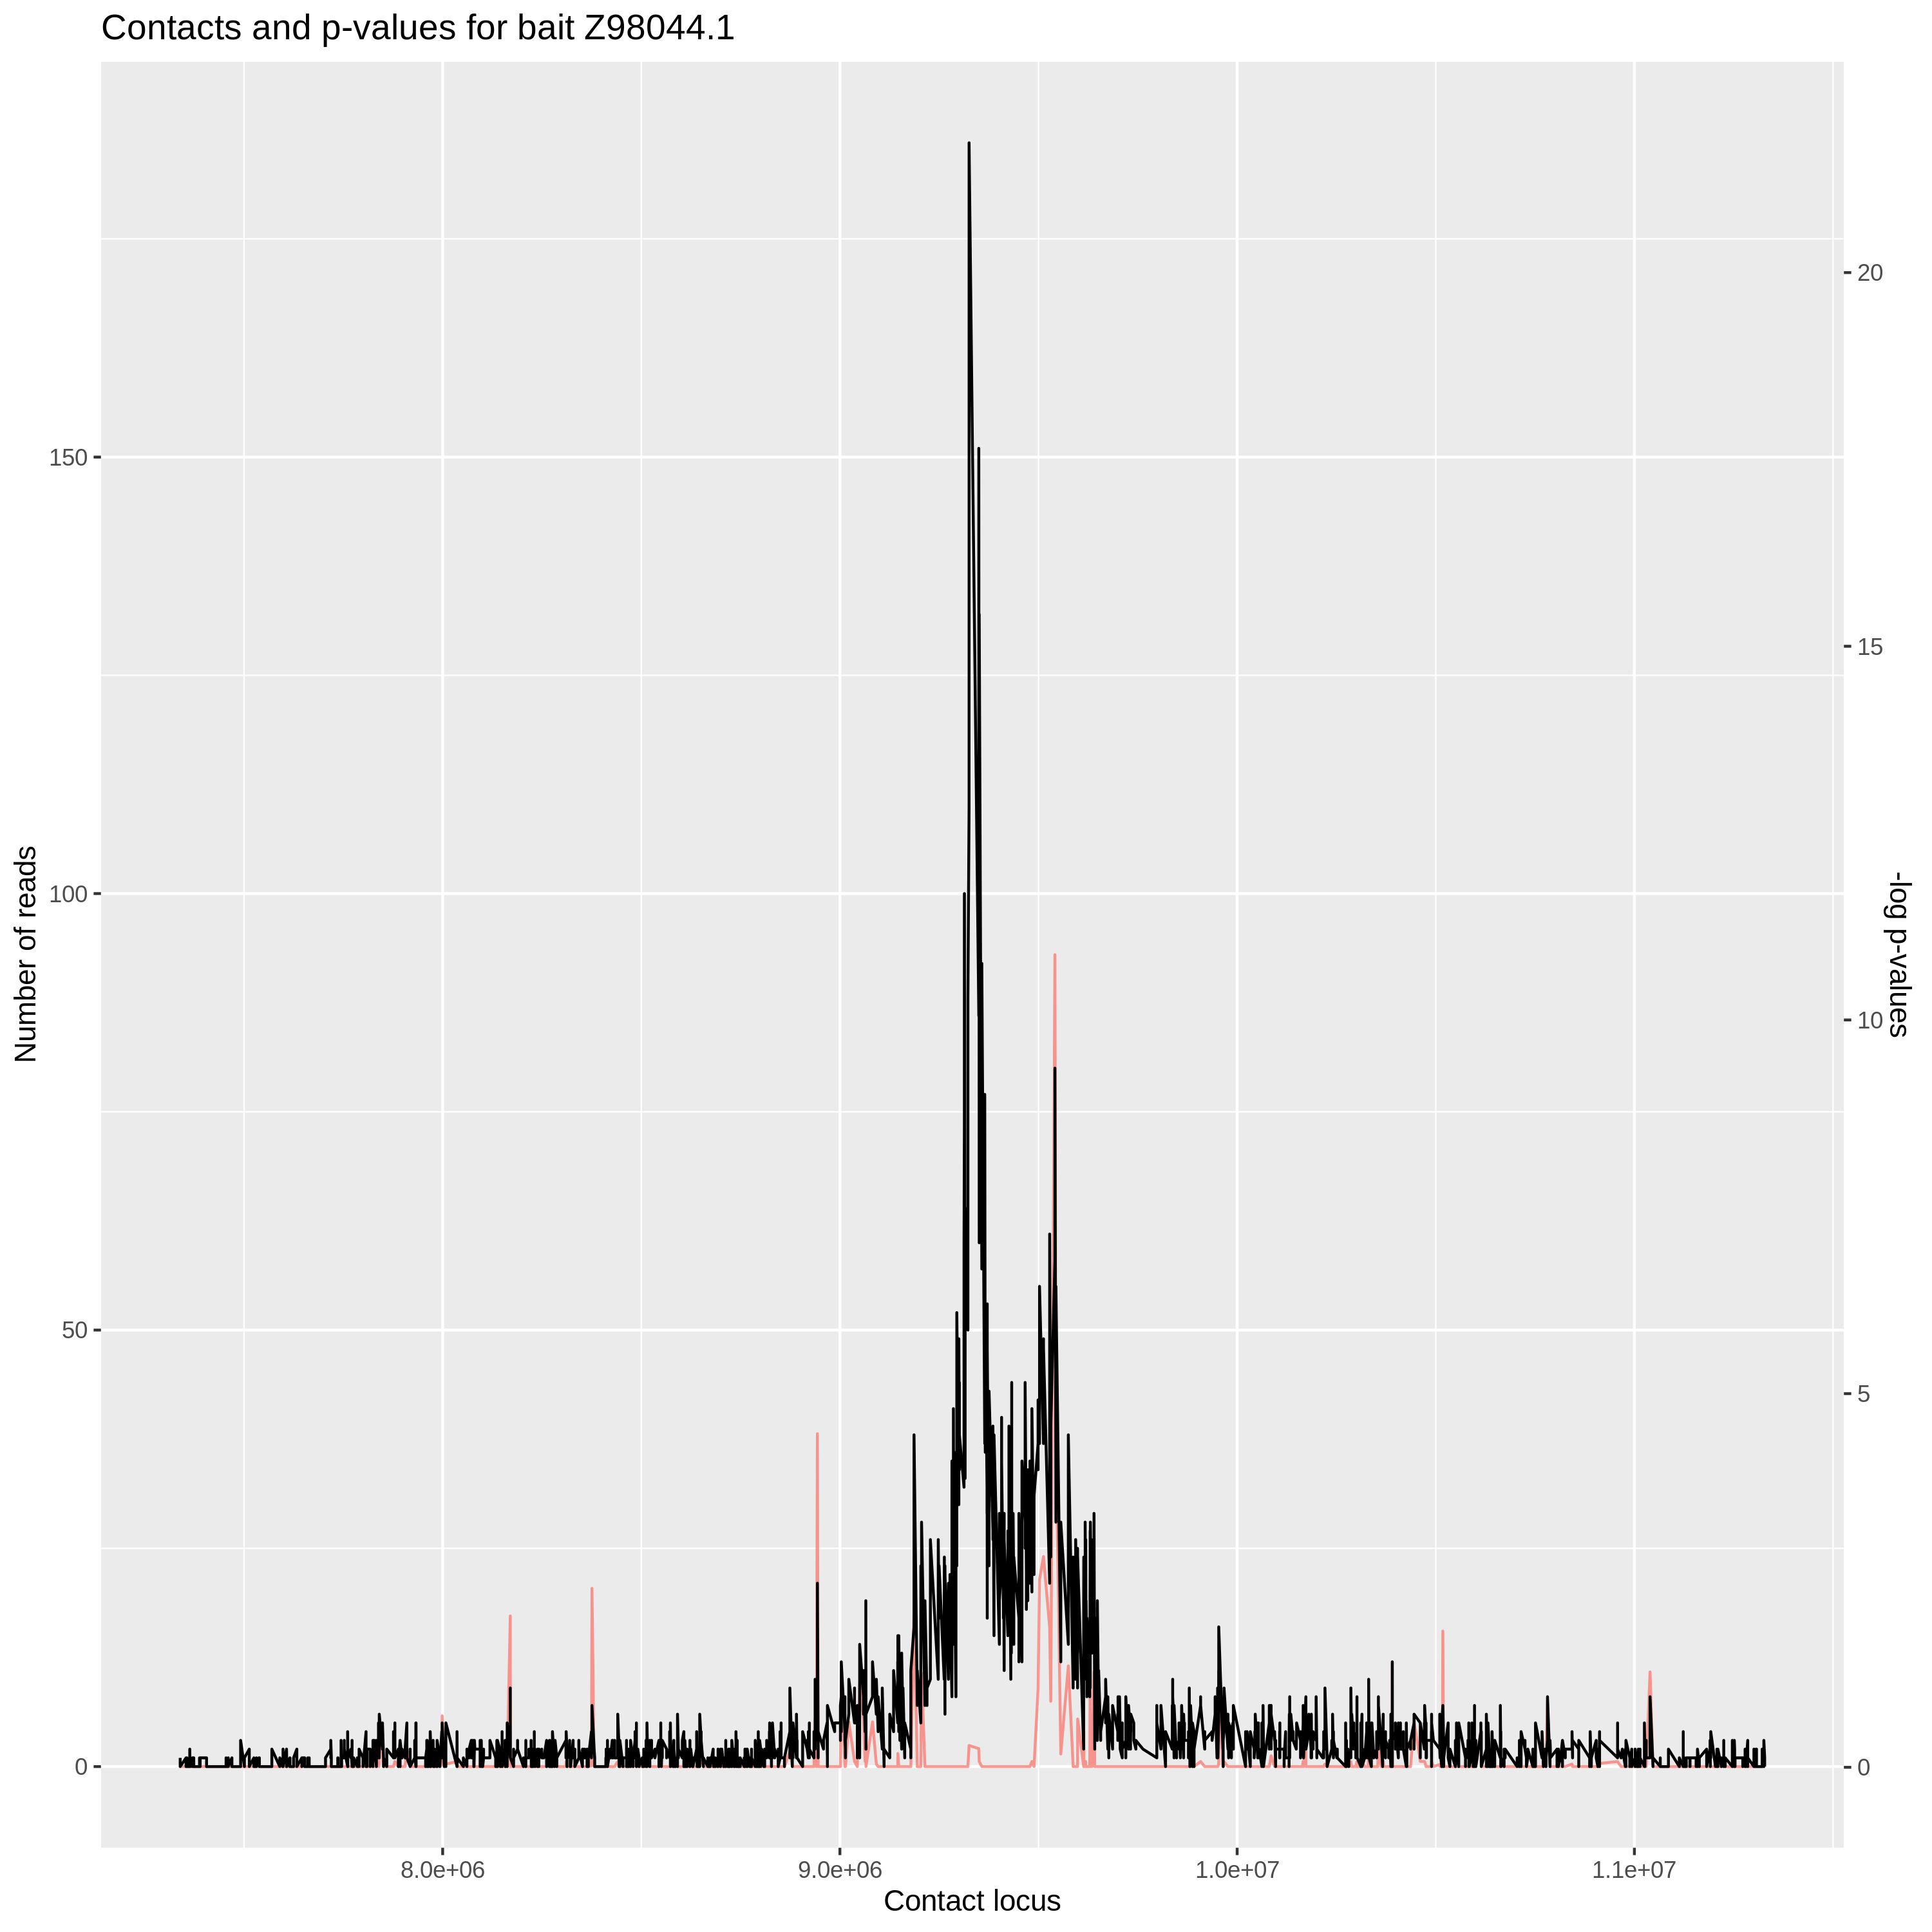 Contacts and p-values for bait Z98044.1
150
100
50
0
Number of reads
20
15
10
5
0
-log p-values
8.0e+06 9.0e+06 1.0e+07 1.1e+07
Contact locus